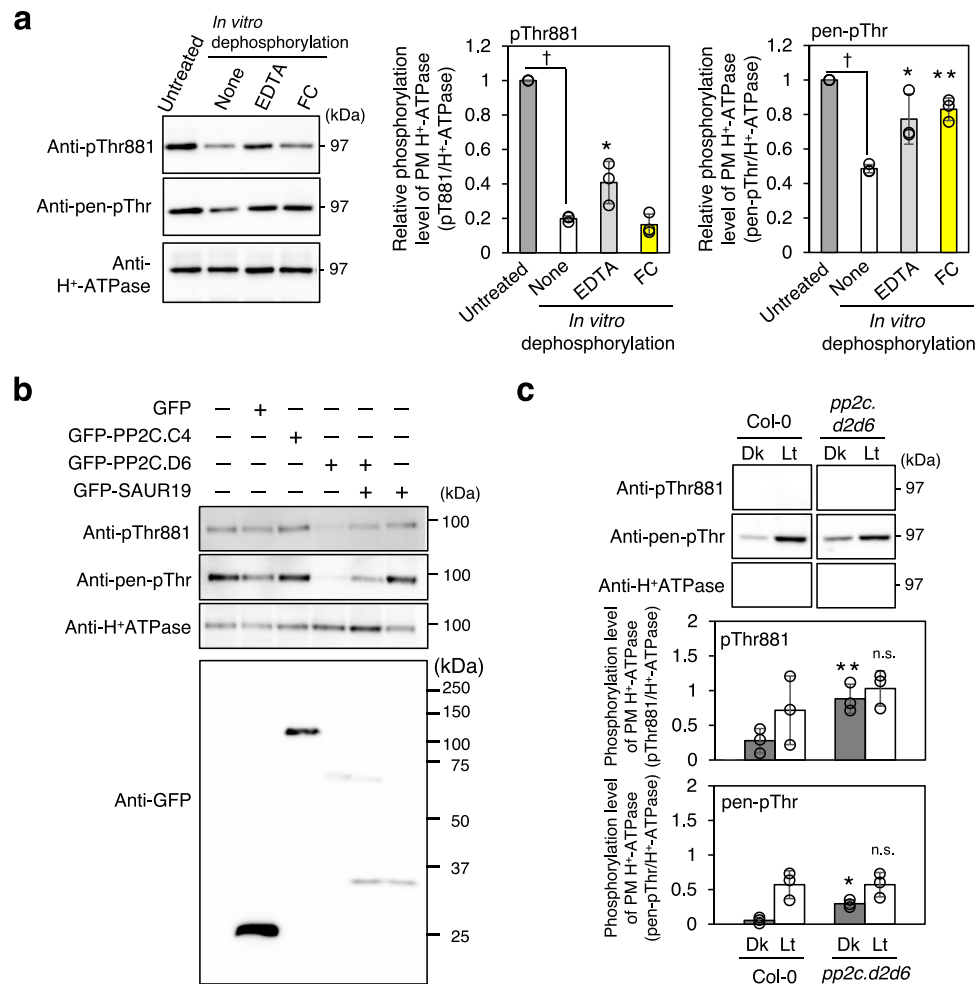 a
In vitro
dephosphorylation
Untreated
None
EDTA
FC
(kDa)
Anti-pThr881
97
Anti-pen-pThr
97
Anti-
H⁺-ATPase
97
pThr881
Relative phosphorylation
level of PM H⁺-ATPase
(pT881/H⁺-ATPase)
1.2
1
0.8
0.6
0.4
0.2
0
†
*
Untreated
None
EDTA
FC
In vitro
dephosphorylation
pen-pThr
Relative phosphorylation
level of PM H⁺-ATPase
(pen-pThr/H⁺-ATPase)
1.2
1
0.8
0.6
0.4
0.2
0
†
*
**
Untreated
None
EDTA
FC
In vitro
dephosphorylation
b
GFP − + − − − −
GFP-PP2C.C4 − − + − − −
GFP-PP2C.D6 − − − + + −
GFP-SAUR19 − − − − + +
(kDa)
Anti-pThr881
100
Anti-pen-pThr
100
Anti-H⁺ATPase
100
(kDa)
250
150
100
75
50
37
25
Anti-GFP
c
Col-0
pp2c.
d2d6
Dk Lt Dk Lt
(kDa)
Anti-pThr881
97
Anti-pen-pThr
97
Anti-H⁺ATPase
97
Phosphorylation level
of PM H⁺-ATPase
(pThr881/H⁺-ATPase)
2
1.5
1
0.5
0
pThr881
**
n.s.
Phosphorylation level
of PM H⁺-ATPase
(pen-pThr/H⁺-ATPase)
2
1.5
1
0.5
0
pen-pThr
*
n.s.
Dk Lt Dk Lt
Col-0 pp2c.d2d6